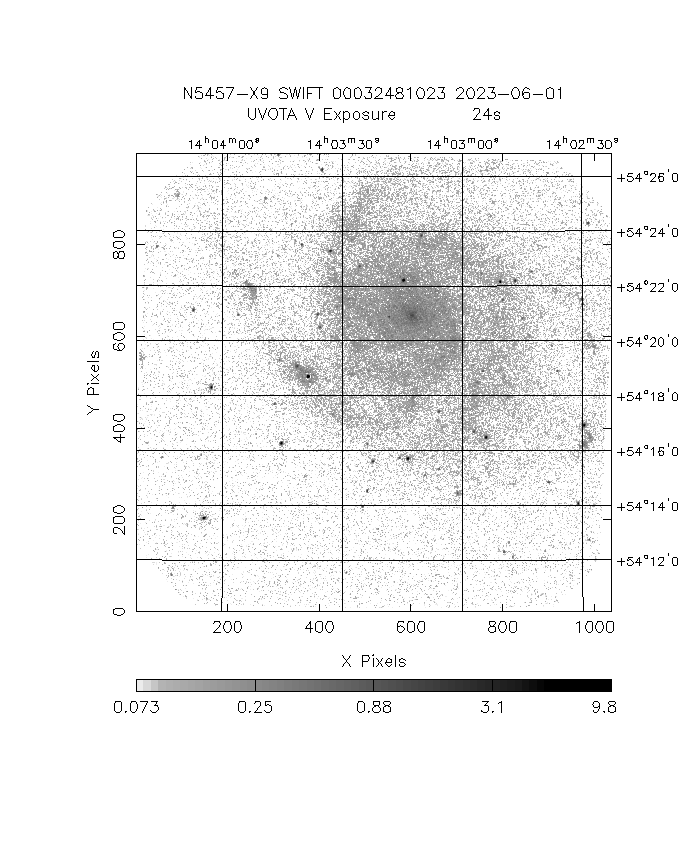 N5457-X9 SWIFT 00032481023 2023-06-01
UVOTA V Exposure 24s
14ʰ04ᵐ00ˢ 14ʰ03ᵐ30ˢ 14ʰ03ᵐ00ˢ 14ʰ02ᵐ30ˢ
+54°26'0
+54°24'0
+54°22'0
+54°20'0
+54°18'0
+54°16'0
+54°14'0
+54°12'0
800
600
400
200
0
Y Pixels
200 400 600 800 1000
X Pixels
0.073 0.25 0.88 3.1 9.8